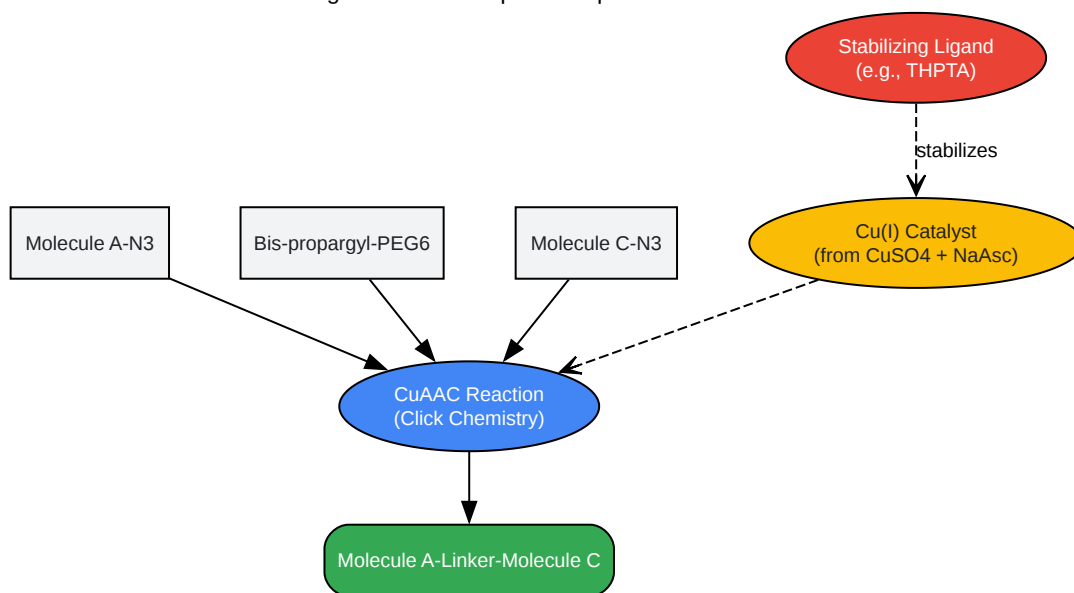 Stabilizing Ligand
(e.g., THPTA)
stabilizes
Molecule A-N3
Bis-propargyl-PEG6
Molecule C-N3
Cu(I) Catalyst
(from CuSO4 + NaAsc)
CuAAC Reaction
(Click Chemistry)
Molecule A-Linker-Molecule C